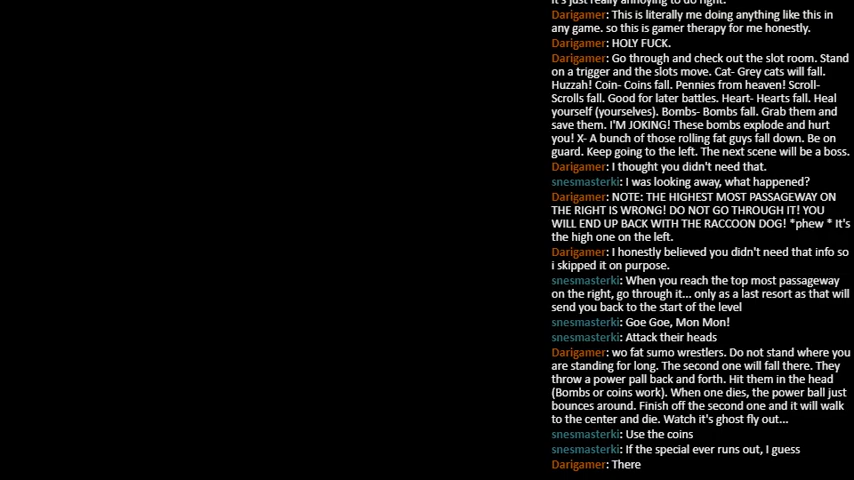 it's just really annoying to do right.
Darigamer: This is literally me doing anything like this in
any game. so this is gamer therapy for me honestly.
Darigamer: HOLY FUCK.
Darigamer: Go through and check out the slot room. Stand
on a trigger and the slots move. Cat- Grey cats will fall.
Huzzah! Coin- Coins fall. Pennies from heaven! Scroll-
Scrolls fall. Good for later battles. Heart- Hearts fall. Heal
yourself (yourselves). Bombs- Bombs fall. Grab them and
save them. I'M JOKING! These bombs explode and hurt
you! X- A bunch of those rolling fat guys fall down. Be on
guard. Keep going to the left. The next scene will be a boss.
Darigamer: I thought you didn't need that.
snesmasterki: I was looking away, what happened?
Darigamer: NOTE: THE HIGHEST MOST PASSAGEWAY ON
THE RIGHT IS WRONG! DO NOT GO THROUGH IT! YOU
WILL END UP BACK WITH THE RACCOON DOG! *phew * It's
the high one on the left.
Darigamer: I honestly believed you didn't need that info so
i skipped it on purpose.
snesmasterki: When you reach the top most passageway
on the right, go through it... only as a last resort as that will
send you back to the start of the level
snesmasterki: Goe Goe, Mon Mon!
snesmasterki: Attack their heads
Darigamer: wo fat sumo wrestlers. Do not stand where you
are standing for long. The second one will fall there. They
throw a power pall back and forth. Hit them in the head
(Bombs or coins work). When one dies, the power ball just
bounces around. Finish off the second one and it will walk
to the center and die. Watch it's ghost fly out...
snesmasterki: Use the coins
snesmasterki: If the special ever runs out, I guess
Darigamer: There